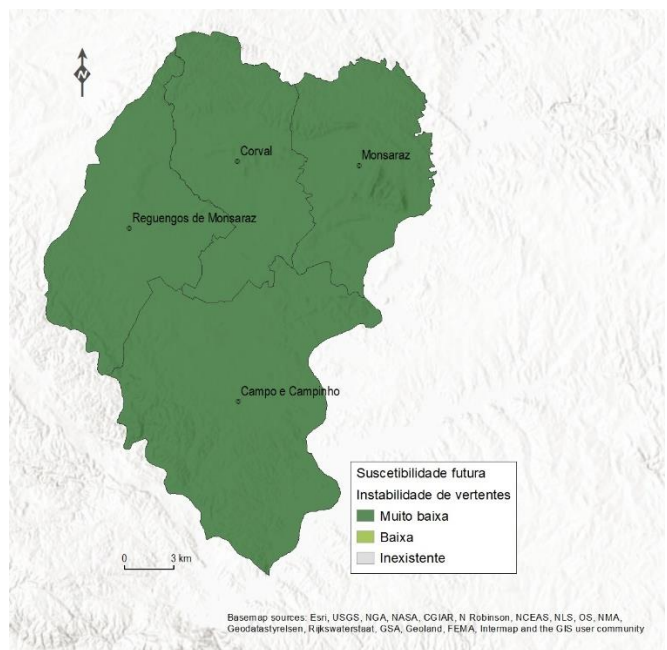 N
Corval
Monsaraz
Reguengos de Monsaraz
Campo e Campinho
Suscetibilidade futura
Instabilidade de vertentes
Muito baixa
Baixa
Inexistente
0 3 km
Basemap sources: Esri, USGS, NGA, NASA, CGIAR, N Robinson, NCEAS, NLS, OS, NMA,
Geodatastyrelsen, Rijkswaterstaat, GSA, Geoland, FEMA, Intermap and the GIS user community